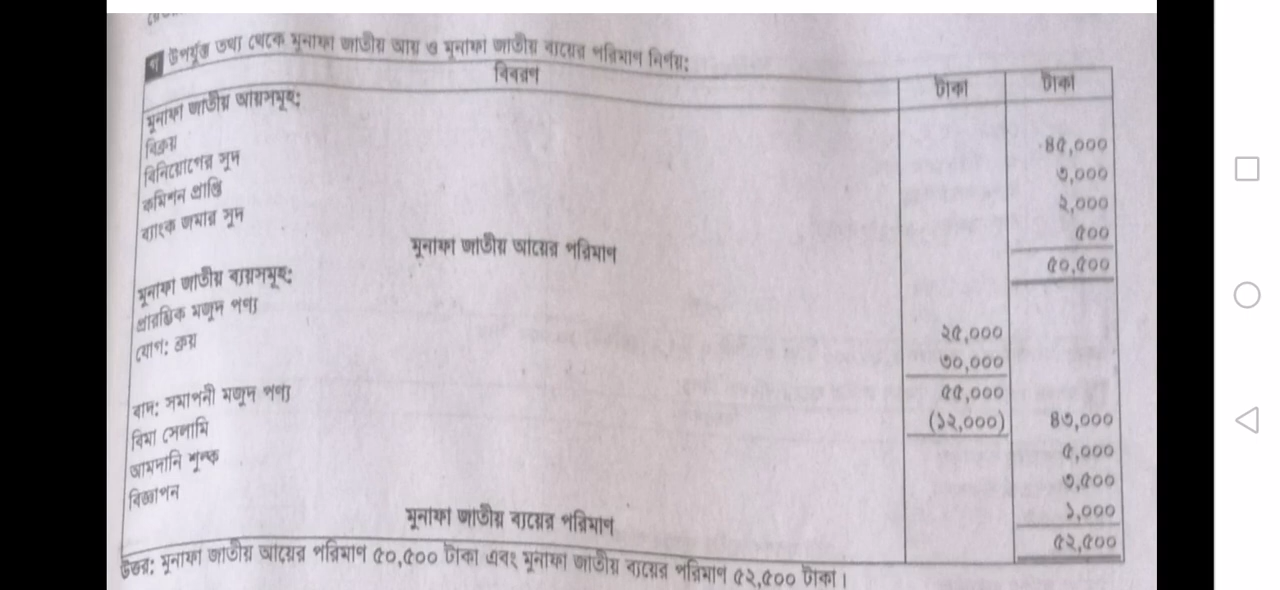 গ উপর্যুক্ত তথ্য থেকে মুনাফা জাতীয় আয় ও মুনাফা জাতীয় ব্যয়ের পরিমাণ নির্ণয়:
বিবরণ টাকা টাকা
মুনাফা জাতীয় আয়সমূহ:
বিক্রয় ৪৫,০০০
বিনিয়োগের সুদ ৩,০০০
কমিশন প্রাপ্তি ২,০০০
ব্যাংক জমার সুদ ৫০০
মুনাফা জাতীয় আয়ের পরিমাণ ৫০,৫০০
মুনাফা জাতীয় ব্যয়সমূহ:
প্রারম্ভিক মজুদ পণ্য ২৫,০০০
যোগ: ক্রয় ৩০,০০০
৫৫,০০০
বাদ: সমাপনী মজুদ পণ্য (১২,০০০) ৪৩,০০০
বিমা সেলামি ৫,০০০
আমদানি শুল্ক ৩,৫০০
বিজ্ঞাপন ১,০০০
মুনাফা জাতীয় ব্যয়ের পরিমাণ ৫২,৫০০
উত্তর: মুনাফা জাতীয় আয়ের পরিমাণ ৫০,৫০০ টাকা এবং মুনাফা জাতীয় ব্যয়ের পরিমাণ ৫২,৫০০ টাকা।